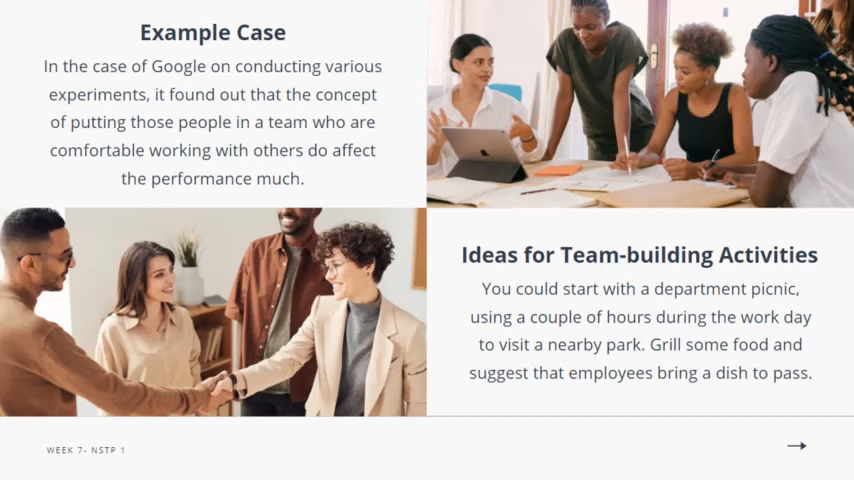 Example Case
In the case of Google on conducting various
experiments, it found out that the concept
of putting those people in a team who are
comfortable working with others do affect
the performance much.
Ideas for Team-building Activities
You could start with a department picnic,
using a couple of hours during the work day
to visit a nearby park. Grill some food and
suggest that employees bring a dish to pass.
WEEK 7- NSTP 1